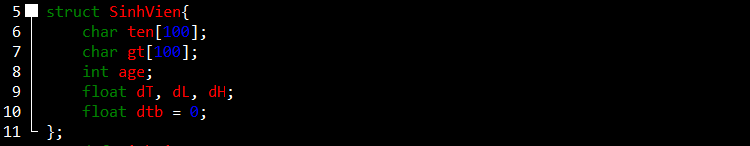 5 struct SinhVien{
6 char ten[100];
7 char gt[100];
8 int age;
9 float dT, dL, dH;
10 float dtb = 0;
11 };